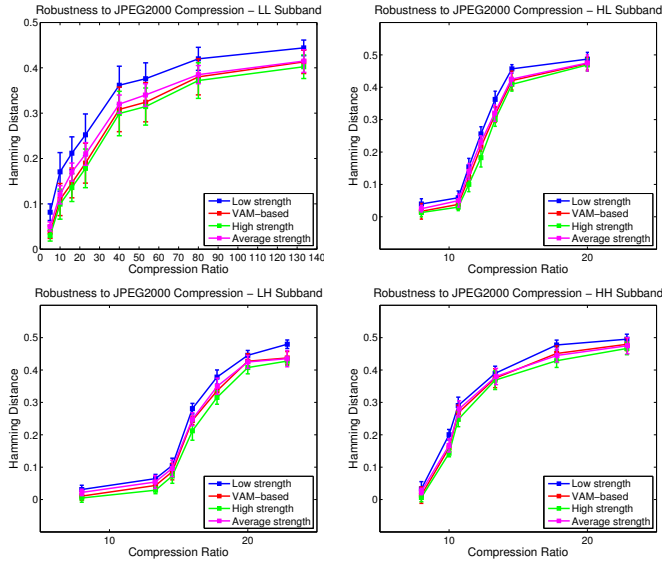 Robustness to JPEG2000 Compression − LL Subband
0.5
0.4
0.3
0.2
0.1
0
Hamming Distance
Low strength
VAM−based
High strength
Average strength
0 10 20 30 40 50 60 70 80 90 100 110 120 130 140
Compression Ratio
Robustness to JPEG2000 Compression − HL Subband
0.5
0.4
0.3
0.2
0.1
0
Hamming Distance
Low strength
VAM−based
High strength
Average strength
10 20
Compression Ratio
Robustness to JPEG2000 Compression − LH Subband
0.5
0.4
0.3
0.2
0.1
0
Hamming Distance
Low strength
VAM−based
High strength
Average strength
10 20
Compression Ratio
Robustness to JPEG2000 Compression − HH Subband
0.5
0.4
0.3
0.2
0.1
0
Hamming Distance
Low strength
VAM−based
High strength
Average strength
10 20
Compression Ratio